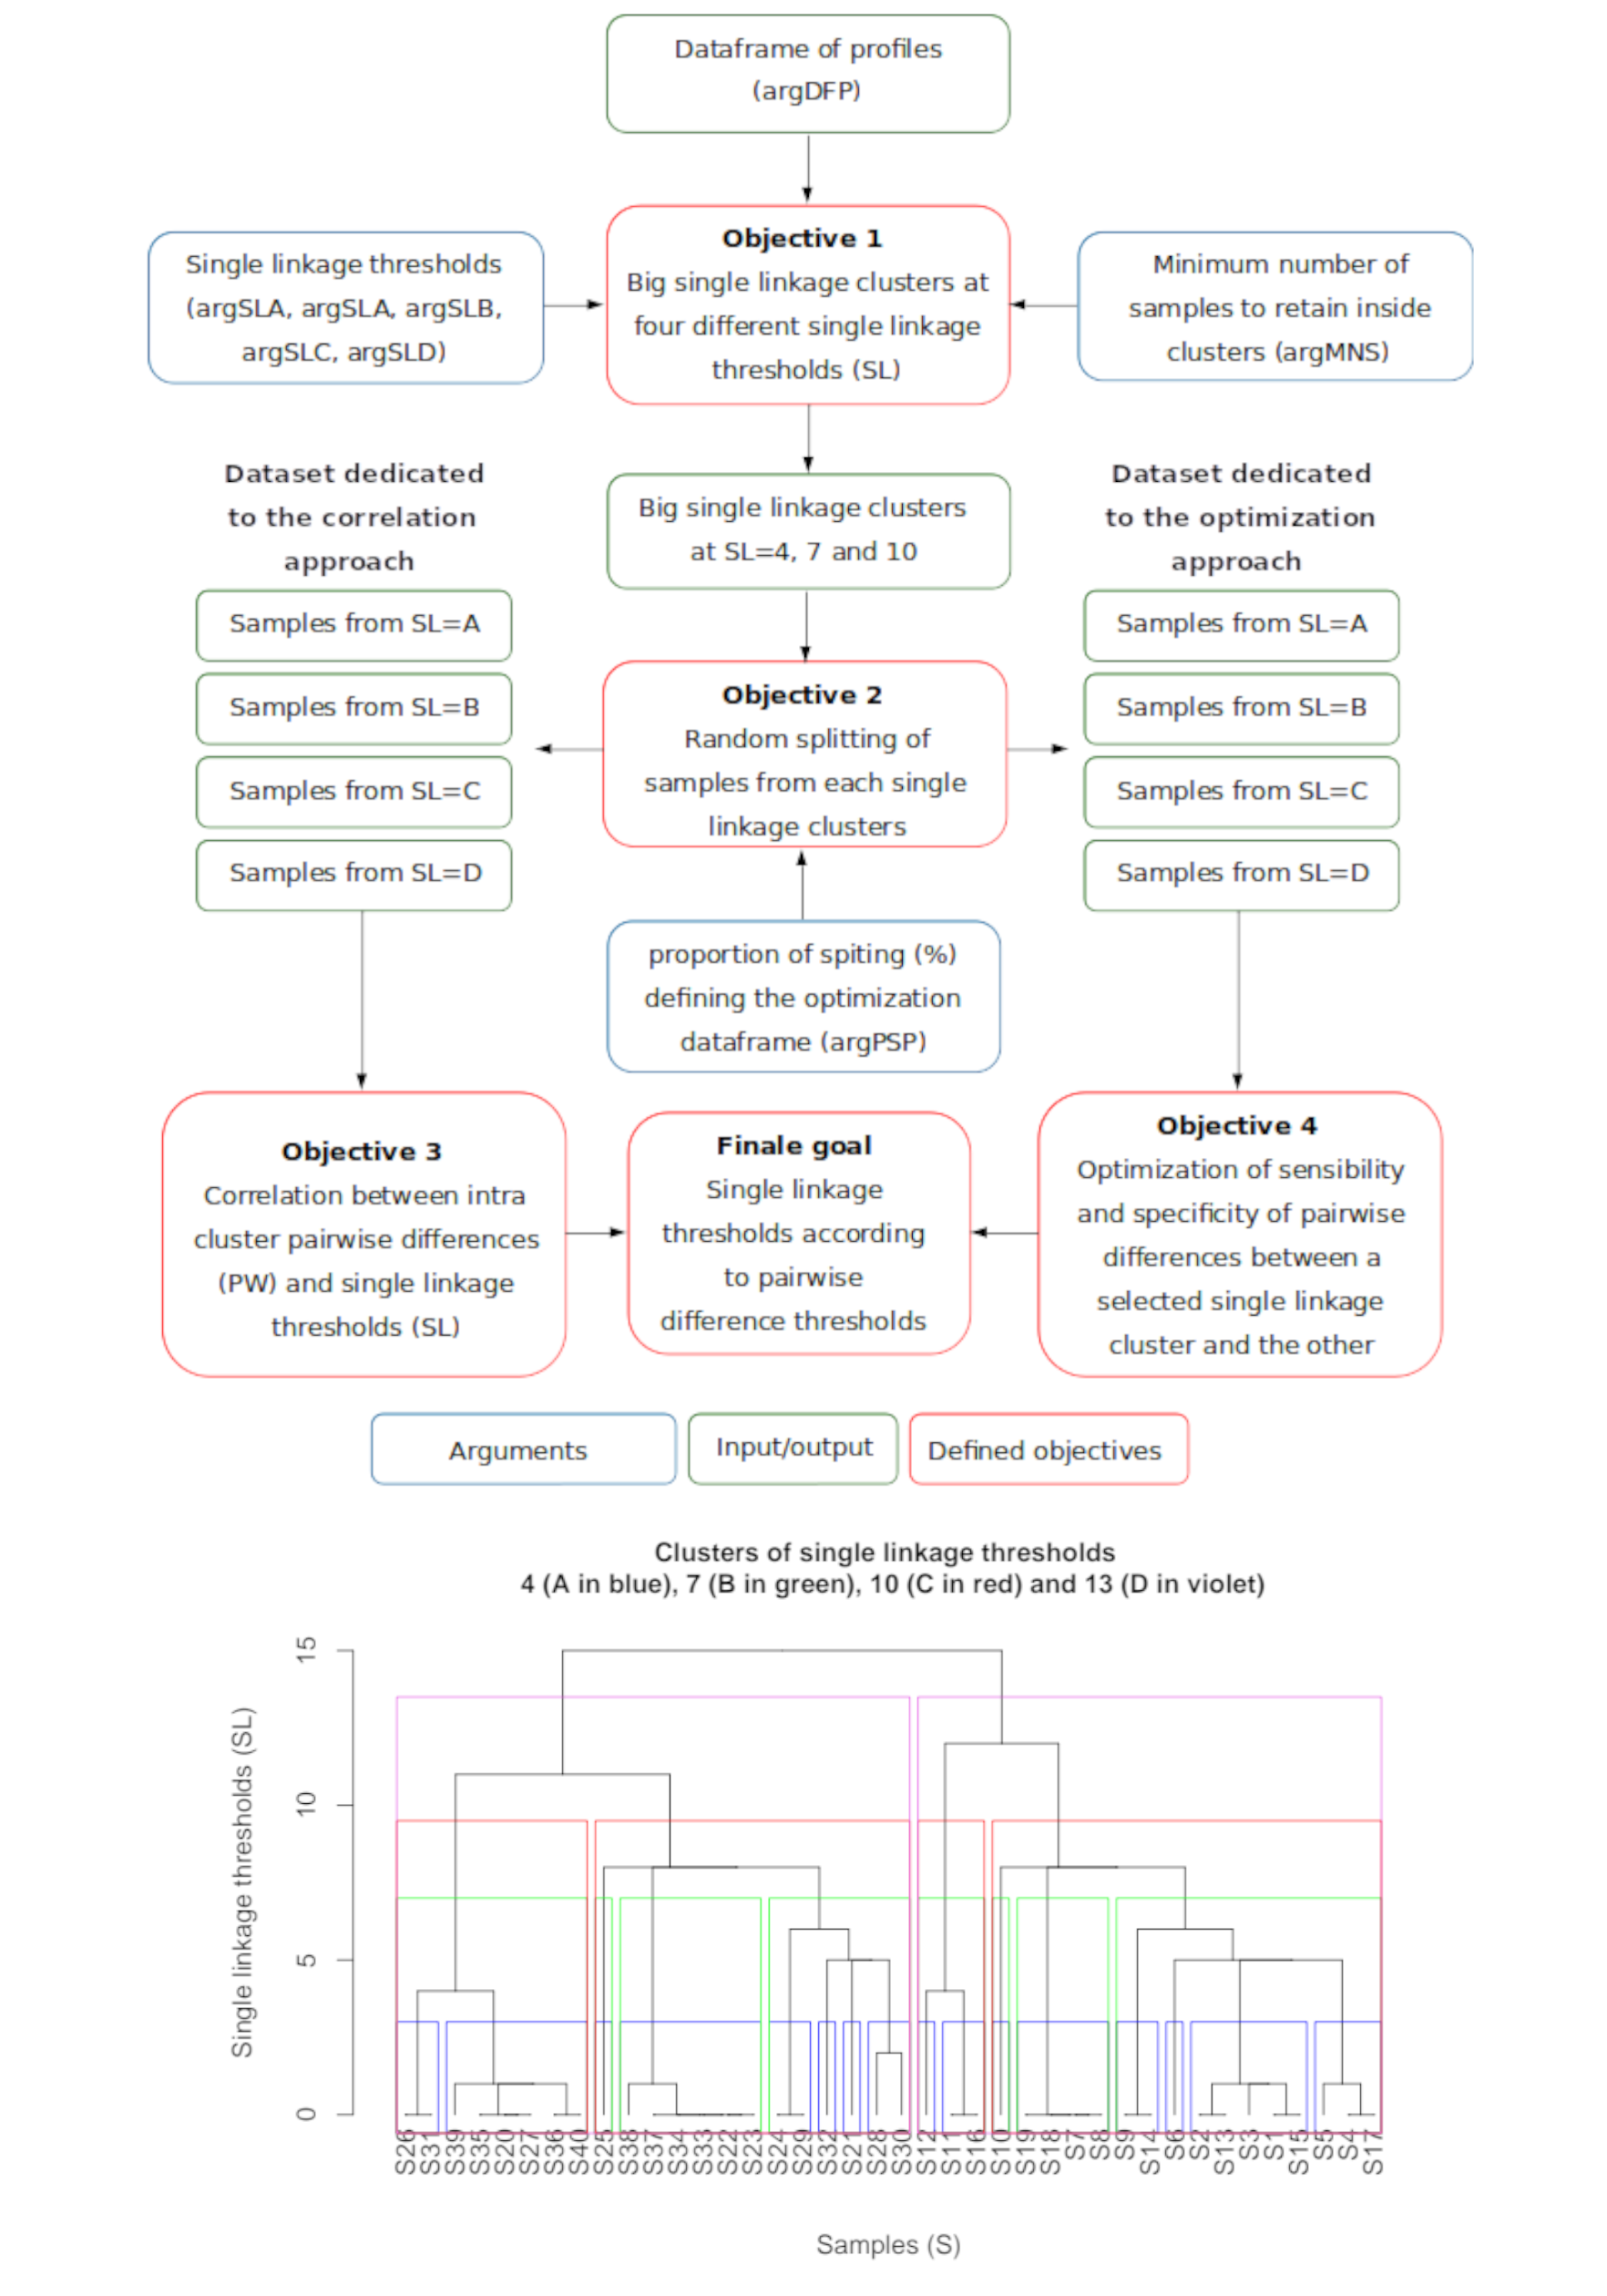 Dataframe of profiles
(argDFP)
Single linkage thresholds
(argSLA, argSLA, argSLB,
argSLC, argSLD)
Objective 1
Big single linkage clusters at
four different single linkage
thresholds (SL)
Minimum number of
samples to retain inside
clusters (argMNS)
Dataset dedicated
to the correlation
approach
Big single linkage clusters
at SL=4, 7 and 10
Dataset dedicated
to the optimization
approach
Samples from SL=A
Samples from SL=B
Samples from SL=C
Samples from SL=D
Objective 2
Random splitting of
samples from each single
linkage clusters
Samples from SL=A
Samples from SL=B
Samples from SL=C
Samples from SL=D
proportion of spiting (%)
defining the optimization
dataframe (argPSP)
Objective 3
Correlation between intra
cluster pairwise differences
(PW) and single linkage
thresholds (SL)
Finale goal
Single linkage
thresholds according
to pairwise
difference thresholds
Objective 4
Optimization of sensibility
and specificity of pairwise
differences between a
selected single linkage
cluster and the other
Arguments
Input/output
Defined objectives
Clusters of single linkage thresholds
4 (A in blue), 7 (B in green), 10 (C in red) and 13 (D in violet)
Single linkage thresholds (SL)
15
10
5
0
S26
S31
S39
S35
S20
S27
S36
S40
S25
S38
S37
S34
S33
S22
S23
S24
S29
S32
S21
S28
S30
S12
S11
S16
S10
S19
S18
S7
S8
S9
S14
S6
S2
S13
S3
S1
S15
S5
S4
S17
Samples (S)